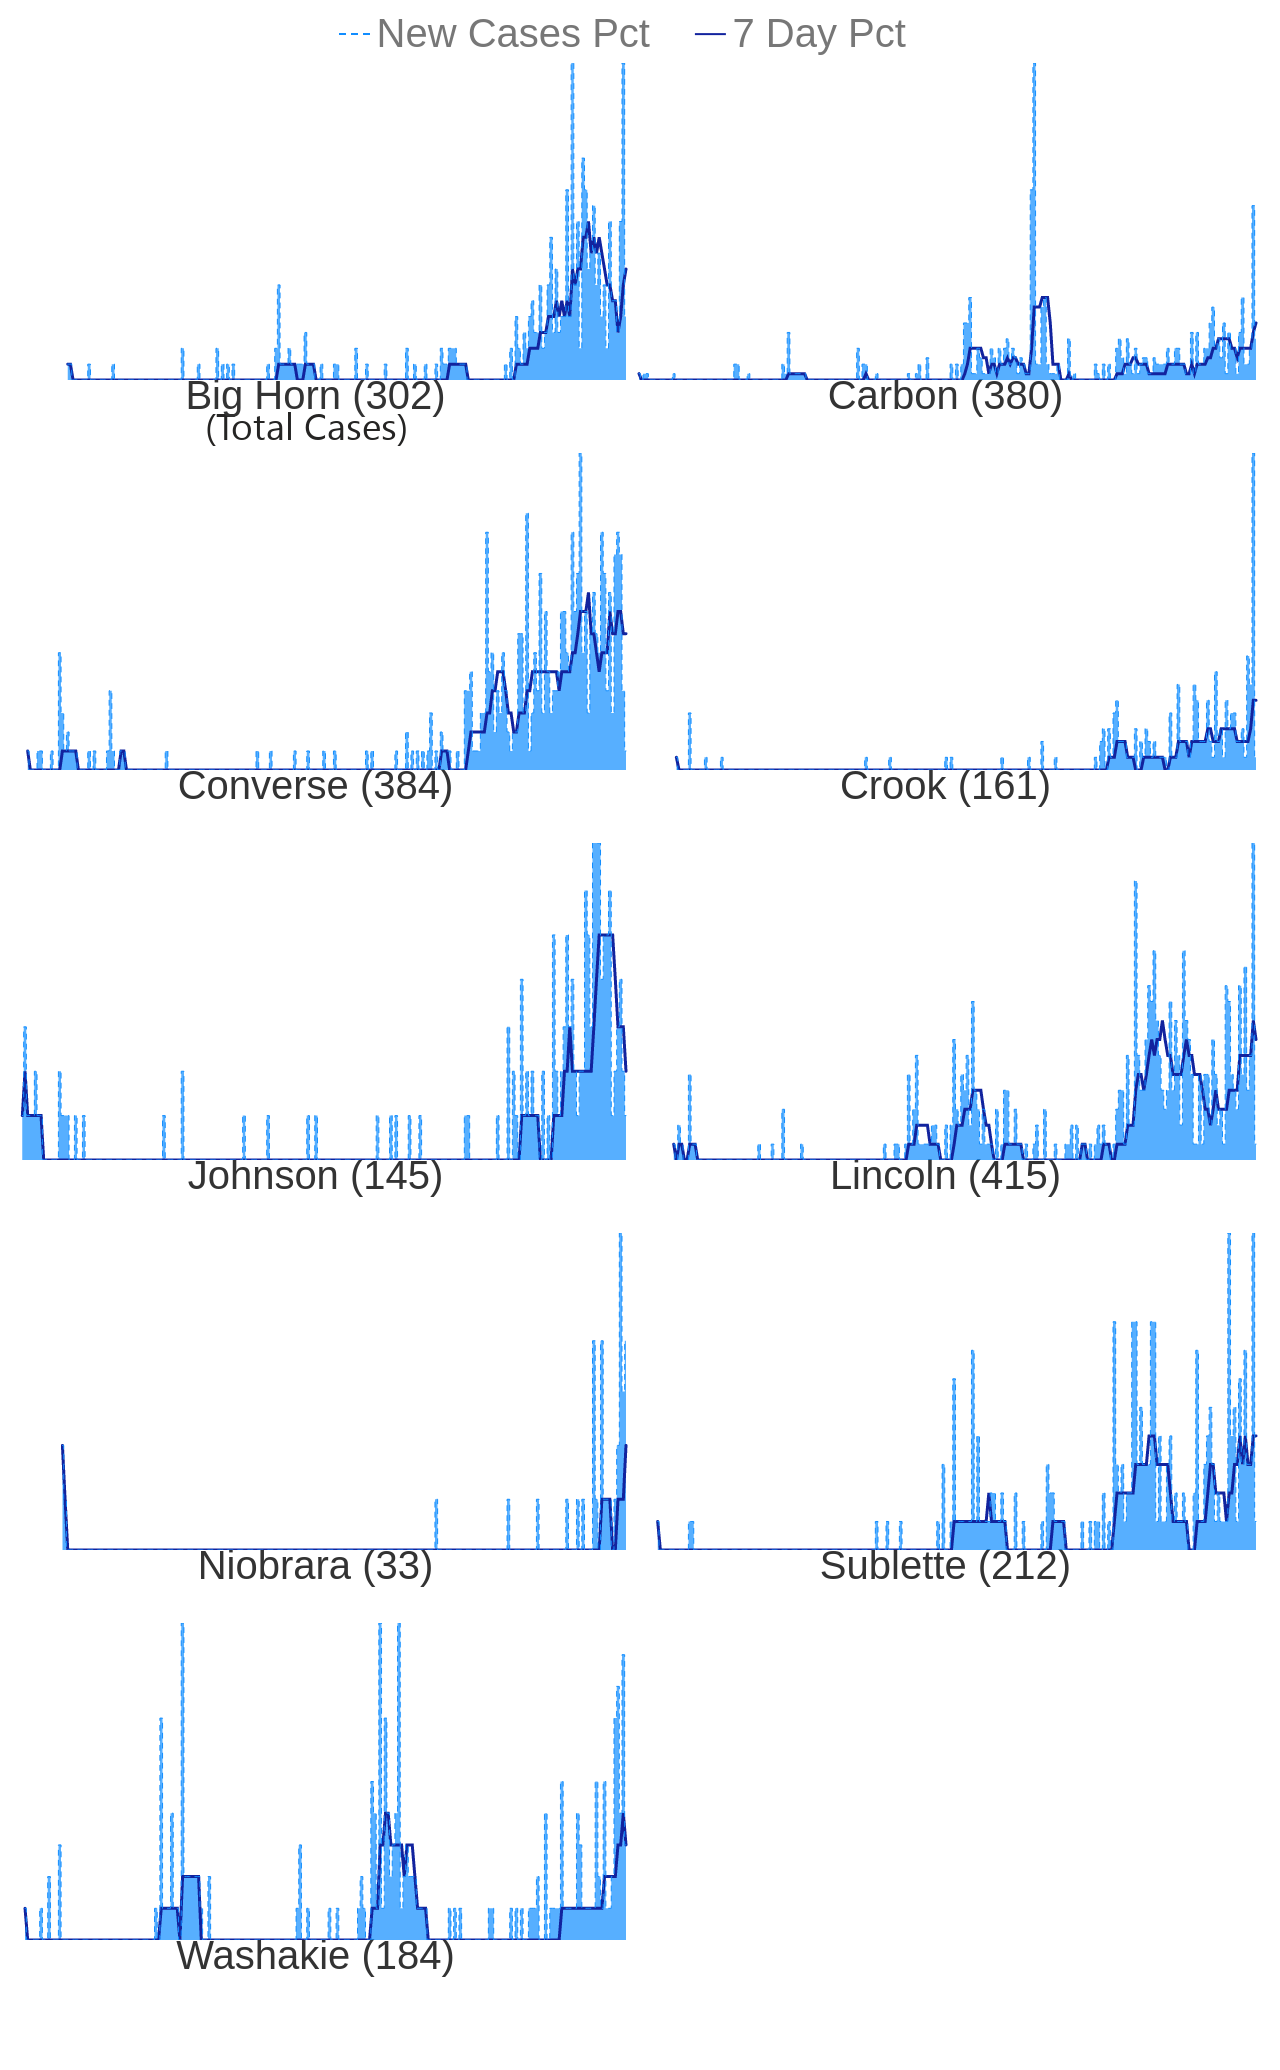 New Cases Pct 7 Day Pct
Big Horn (302) Carbon (380)
(Total Cases)
Converse (384) Crook (161)
Johnson (145) Lincoln (415)
Niobrara (33) Sublette (212)
Washakie (184)